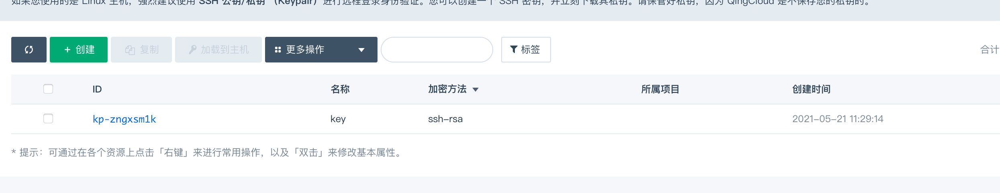 如果您使用的是 Linux 主机，强烈建议使用 SSH 公钥/私钥 （Keypair）进行远程登录身份验证。您可以创建一个 SSH 密钥，并立刻下载其私钥。请保管好私钥，因为 QingCloud 是不保存您的私钥的。
+ 创建 复制 加载到主机 更多操作 标签 合计
ID 名称 加密方法 所属项目 创建时间
kp-zngxsm1k key ssh-rsa 2021-05-21 11:29:14
* 提示：可通过在各个资源上点击「右键」来进行常用操作，以及「双击」来修改基本属性。